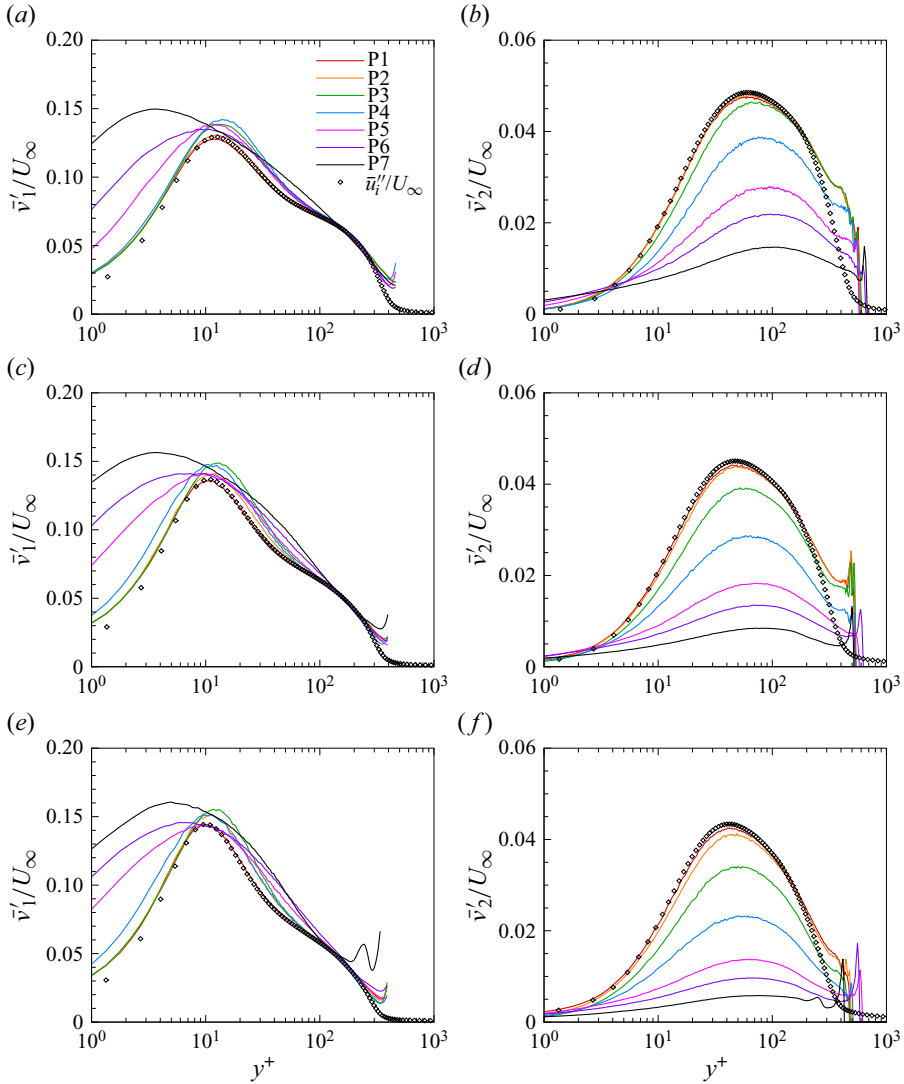 (a) (b)
0.20 0.06
P1
P2
P3
P4
P5
P6
P7
ū″ᵢ/U∞
0.15
0.04
v̄′₁/U∞ 0.10 v̄′₂/U∞
0.02
0.05
0 0
10⁰ 10¹ 10² 10³ 10⁰ 10¹ 10² 10³
(c) (d)
0.20 0.06
0.15
0.04
v̄′₁/U∞ 0.10 v̄′₂/U∞
0.02
0.05
0 0
10⁰ 10¹ 10² 10³ 10⁰ 10¹ 10² 10³
(e) (f)
0.20 0.06
0.15
0.04
v̄′₁/U∞ 0.10 v̄′₂/U∞
0.02
0.05
0 0
10⁰ 10¹ 10² 10³ 10⁰ 10¹ 10² 10³
y⁺ y⁺